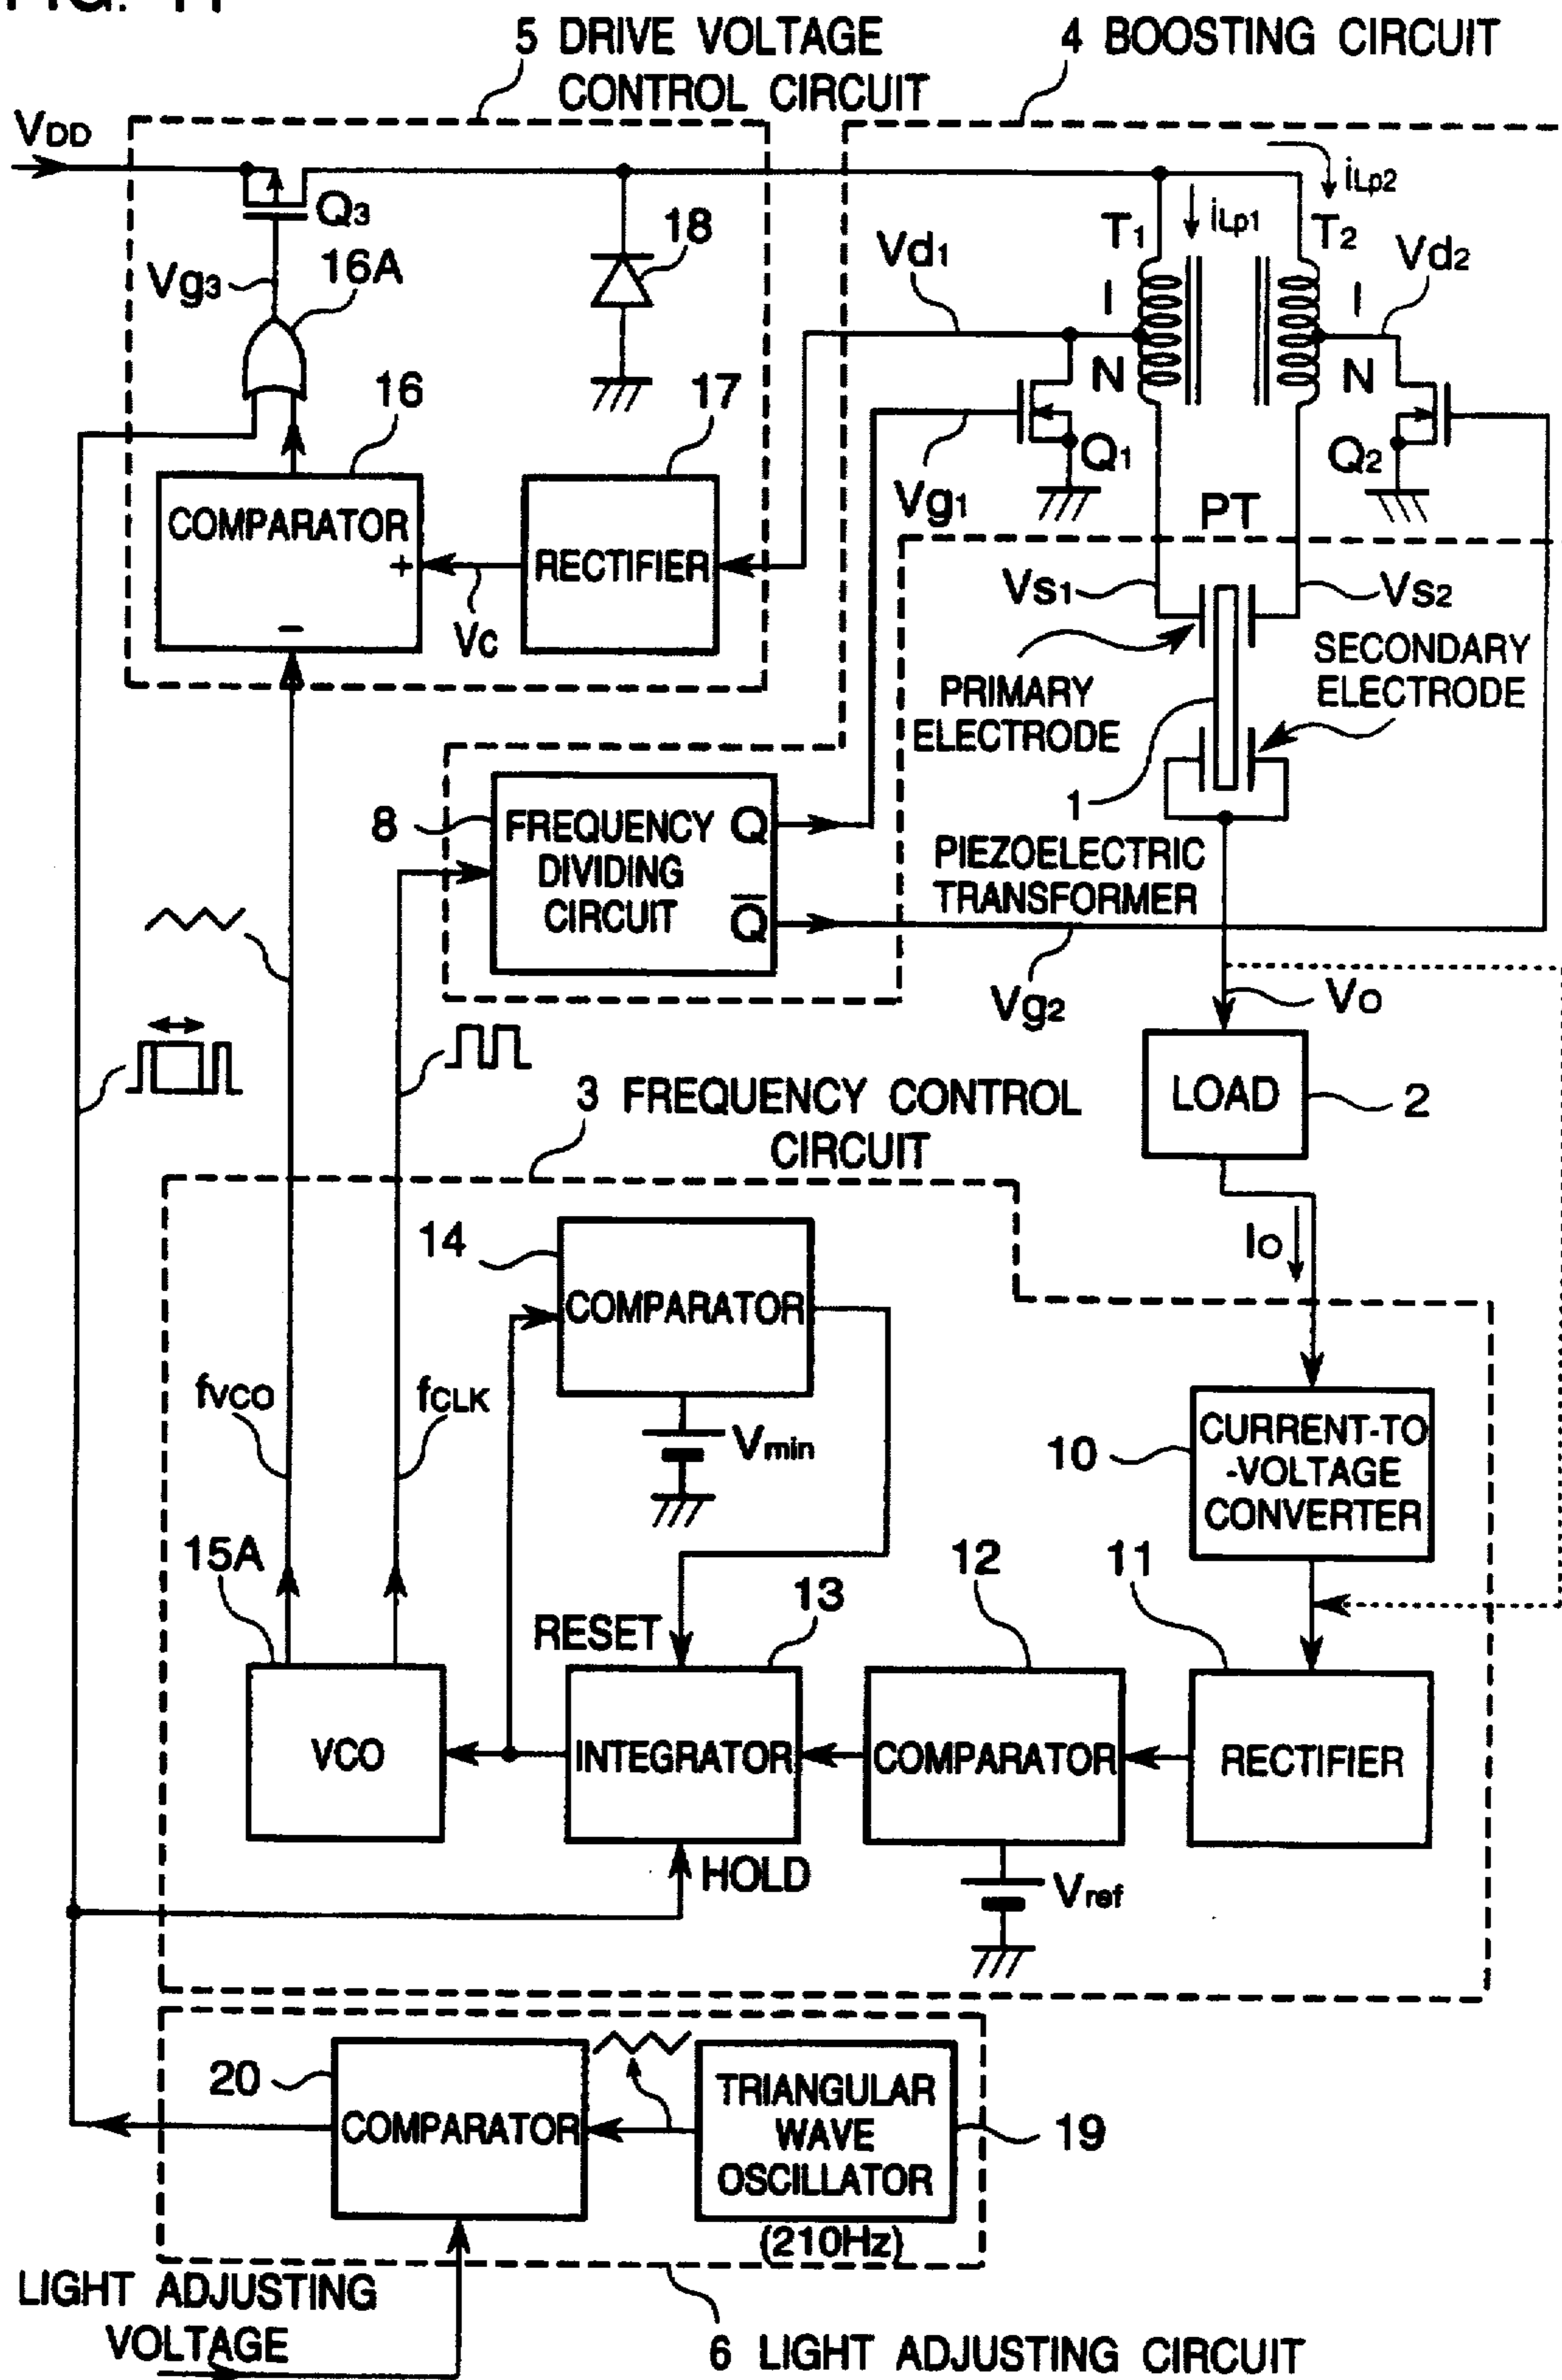 FIG. 11
5 DRIVE VOLTAGE
CONTROL CIRCUIT
4 BOOSTING CIRCUIT
VDD
Q3
Vg3
16A
18
Vd1
T1
iLp1
iLp2
T2
Vd2
I
I
N
N
16
17
Vg1
Q1
Q2
COMPARATOR
+
-
RECTIFIER
Vc
PT
Vs1
Vs2
PRIMARY
ELECTRODE
SECONDARY
ELECTRODE
1
8
FREQUENCY
DIVIDING
CIRCUIT
Q
Q̅
PIEZOELECTRIC
TRANSFORMER
Vg2
Vo
LOAD
2
3 FREQUENCY CONTROL
CIRCUIT
Io
14
COMPARATOR
Vmin
fVCO
fCLK
10
CURRENT-TO
-VOLTAGE
CONVERTER
15A
RESET
13
12
11
VCO
INTEGRATOR
COMPARATOR
RECTIFIER
HOLD
Vref
20
COMPARATOR
TRIANGULAR
WAVE
OSCILLATOR
19
(210Hz)
LIGHT ADJUSTING
VOLTAGE
6 LIGHT ADJUSTING CIRCUIT